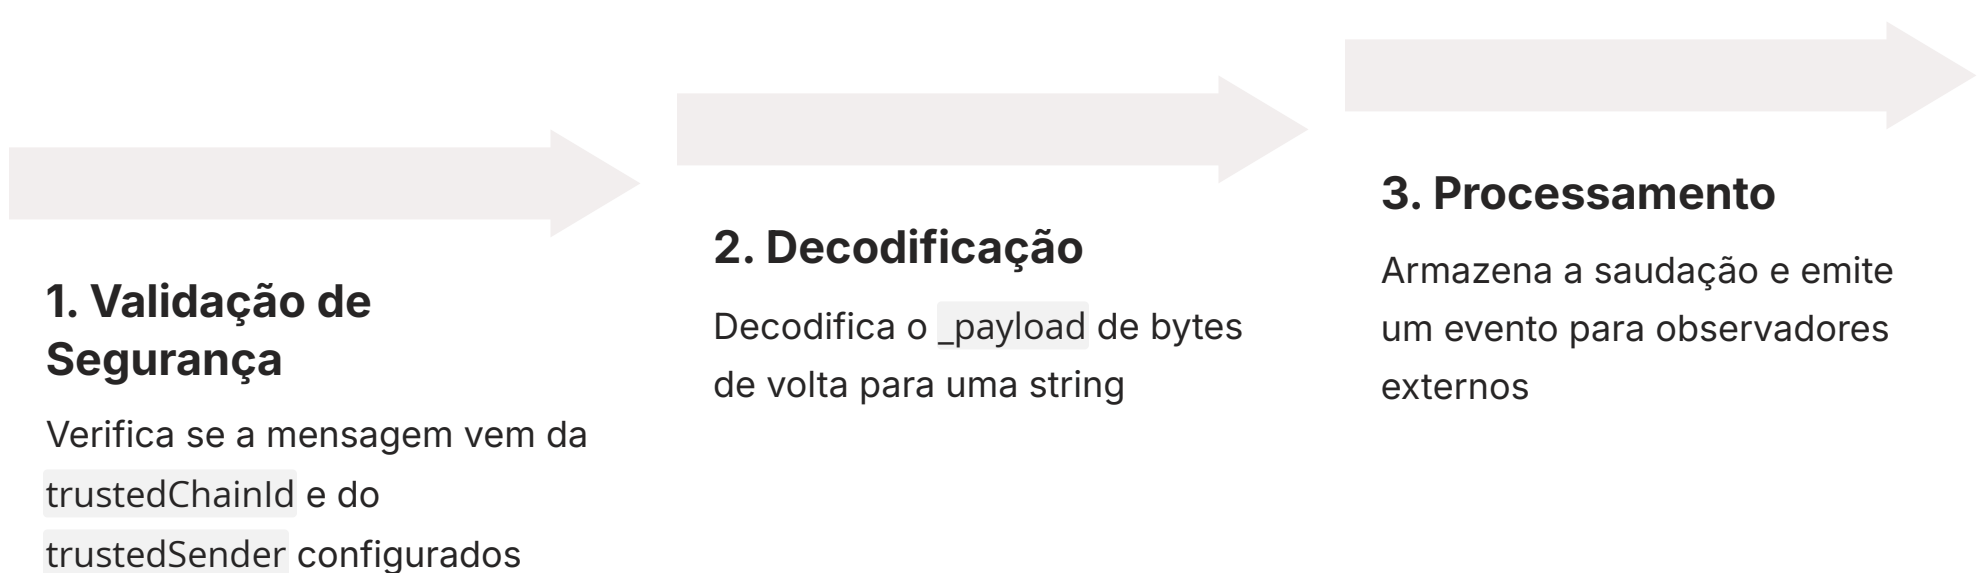 1. Validação de
Segurança
Verifica se a mensagem vem da
trustedChainId e do
trustedSender configurados
2. Decodificação
Decodifica o _payload de bytes
de volta para uma string
3. Processamento
Armazena a saudação e emite
um evento para observadores
externos